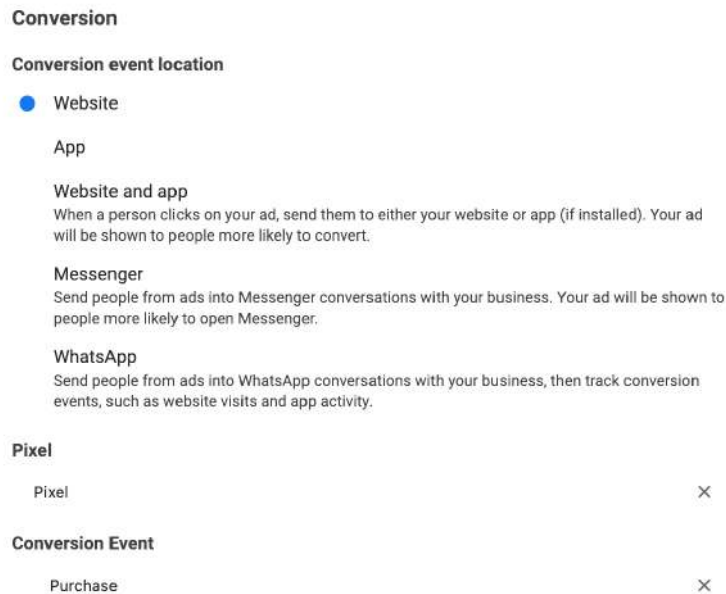 Conversion
Conversion event location
Website
App
Website and app
When a person clicks on your ad, send them to either your website or app (if installed). Your ad
will be shown to people more likely to convert.
Messenger
Send people from ads into Messenger conversations with your business. Your ad will be shown to
people more likely to open Messenger.
WhatsApp
Send people from ads into WhatsApp conversations with your business, then track conversion
events, such as website visits and app activity.
Pixel
Pixel
Conversion Event
Purchase